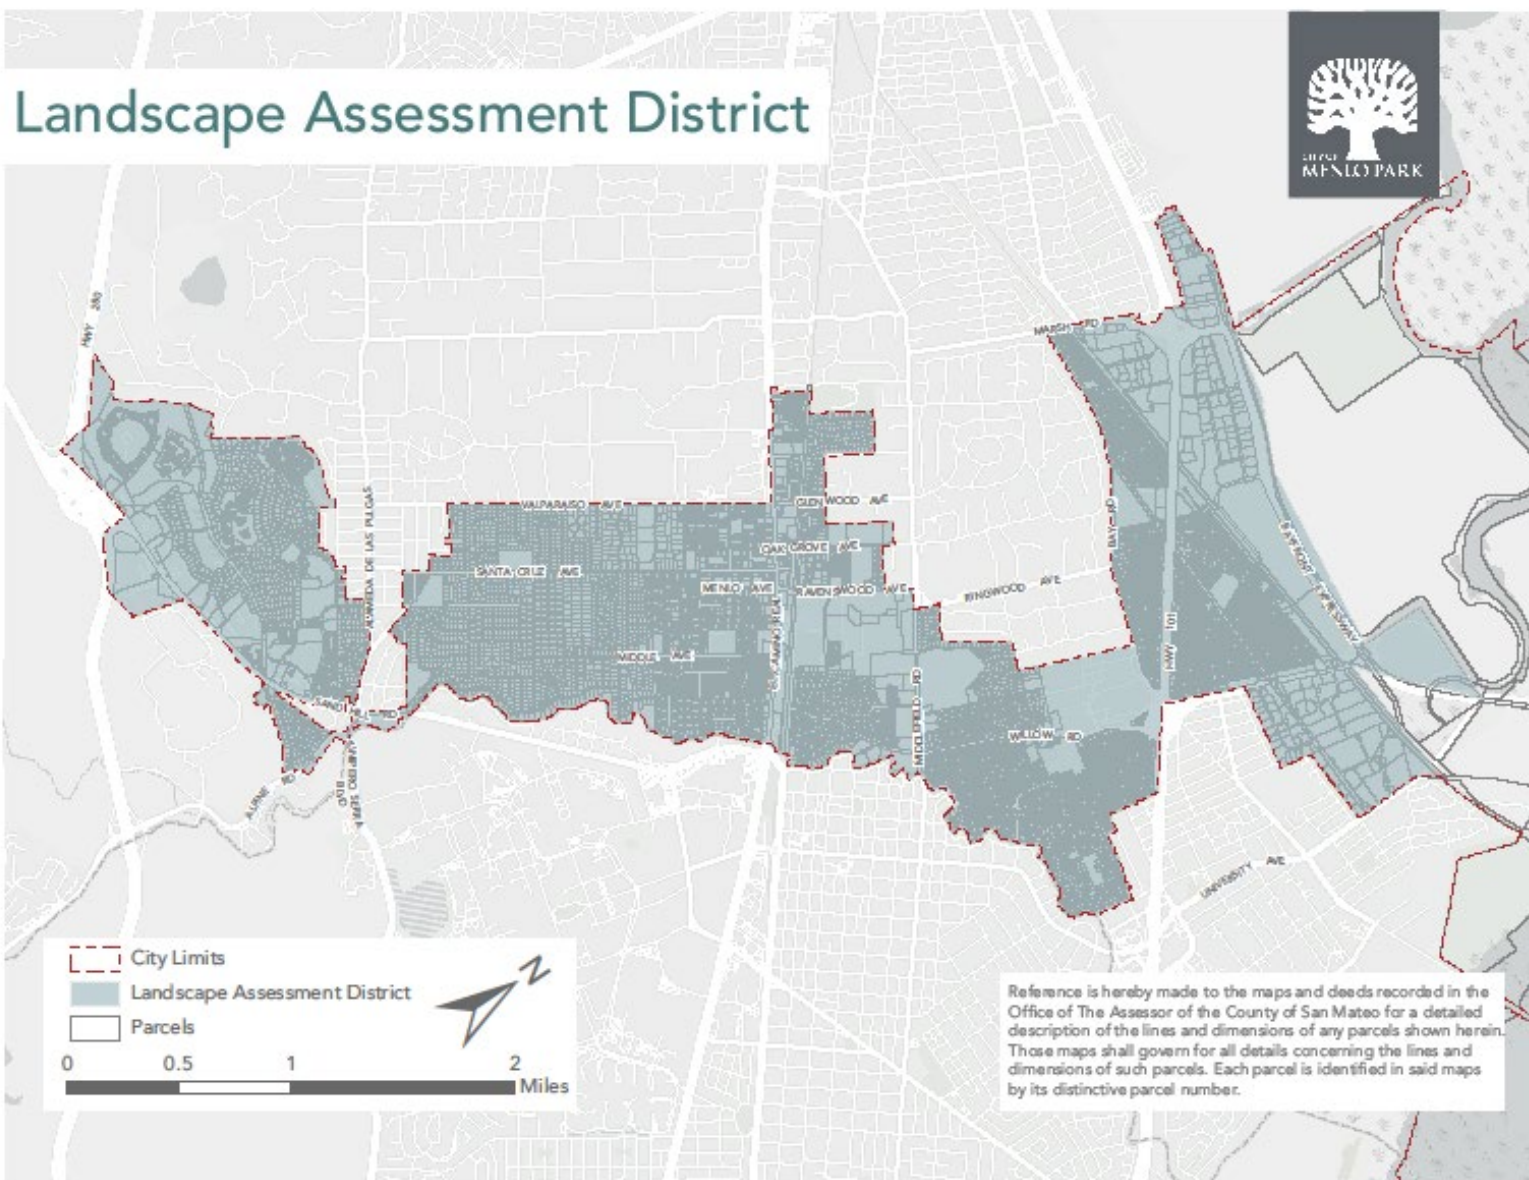 Landscape Assessment District
CITY OF
MENLO PARK
HWY 280
MARSH RD
ALAMEDA DE LAS PULGAS
VALPARAISO AVE
GLENWOOD AVE
OAK GROVE AVE
SANTA CRUZ AVE
MENLO AVE
RAVENSWOOD AVE
RINGWOOD AVE
BAY RD
BAYFRONT EXPRESSWAY
HWY 101
EL CAMINO REAL
MIDDLE AVE
MIDDLEFIELD RD
SAND HILL RD
WILLOW RD
ALPINE RD
JUNIPERO SERRA
BLVD
UNIVERSITY AVE
City Limits
Landscape Assessment District
Parcels
N
0 0.5 1 2
Miles
Reference is hereby made to the maps and deeds recorded in the
Office of The Assessor of the County of San Mateo for a detailed
description of the lines and dimensions of any parcels shown herein.
Those maps shall govern for all details concerning the lines and
dimensions of such parcels. Each parcel is identified in said maps
by its distinctive parcel number.